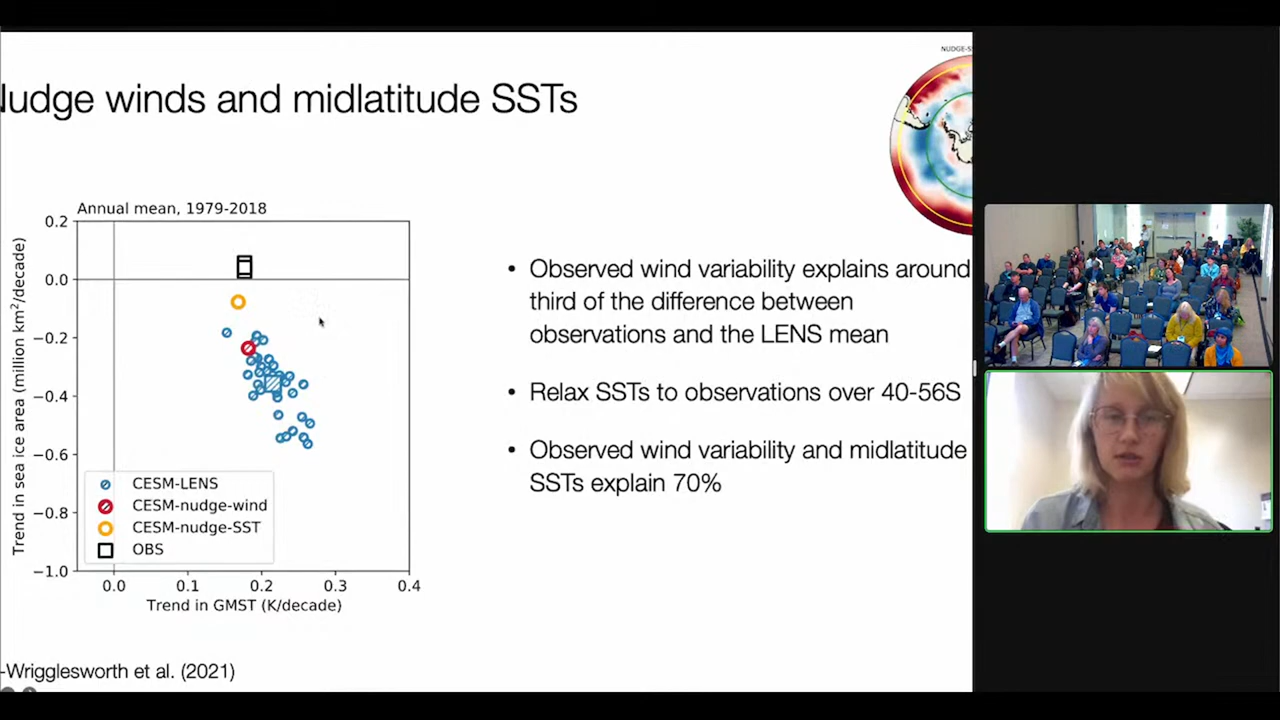 NUDGE-S
Nudge winds and midlatitude SSTs
Annual mean, 1979-2018
0.2
0.0
−0.2
−0.4
−0.6
−0.8
−1.0
Trend in sea ice area (million km²/decade)
CESM-LENS
CESM-nudge-wind
CESM-nudge-SST
OBS
0.0 0.1 0.2 0.3 0.4
Trend in GMST (K/decade)
• Observed wind variability explains around
third of the difference between
observations and the LENS mean
• Relax SSTs to observations over 40-56S
• Observed wind variability and midlatitude
SSTs explain 70%
-Wrigglesworth et al. (2021)